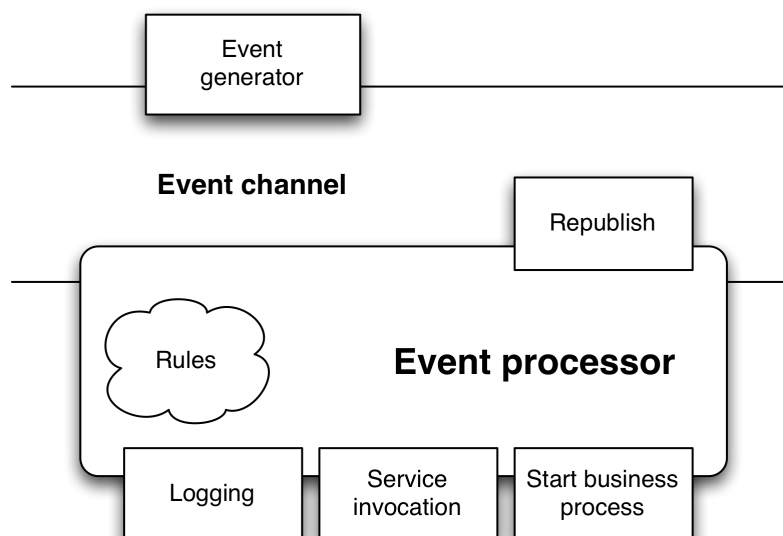 Event
generator
Event channel
Republish
Rules
Event processor
Logging
Service
invocation
Start business
process